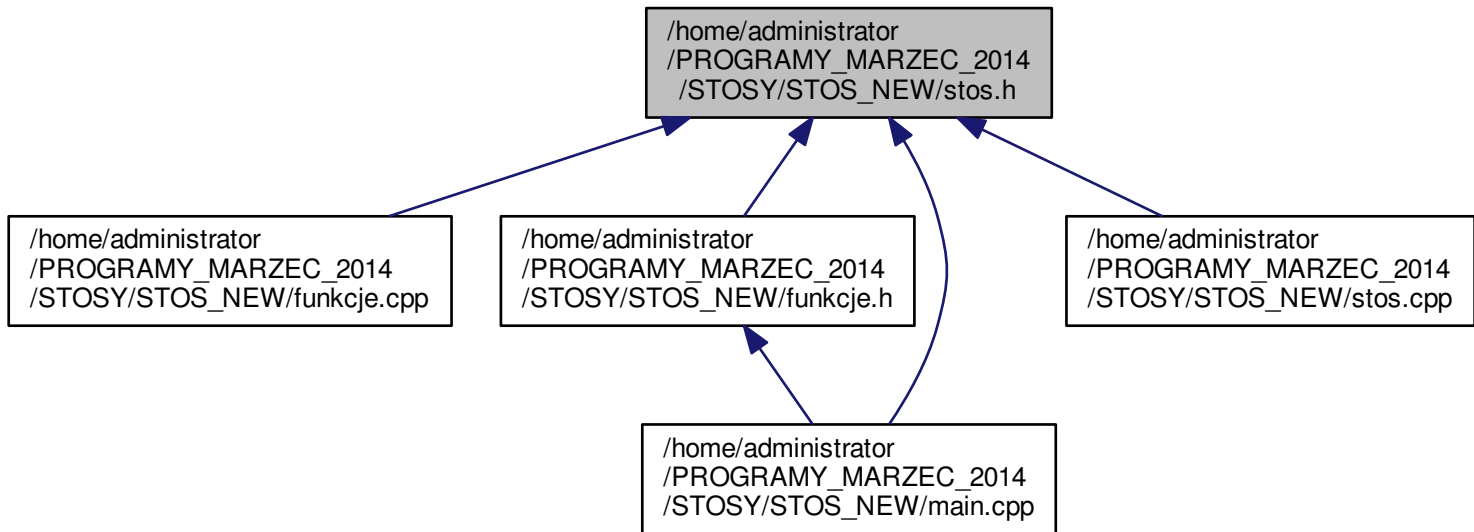 /home/administrator
/PROGRAMY_MARZEC_2014
/STOSY/STOS_NEW/stos.h
/home/administrator
/PROGRAMY_MARZEC_2014
/STOSY/STOS_NEW/funkcje.cpp
/home/administrator
/PROGRAMY_MARZEC_2014
/STOSY/STOS_NEW/funkcje.h
/home/administrator
/PROGRAMY_MARZEC_2014
/STOSY/STOS_NEW/stos.cpp
/home/administrator
/PROGRAMY_MARZEC_2014
/STOSY/STOS_NEW/main.cpp